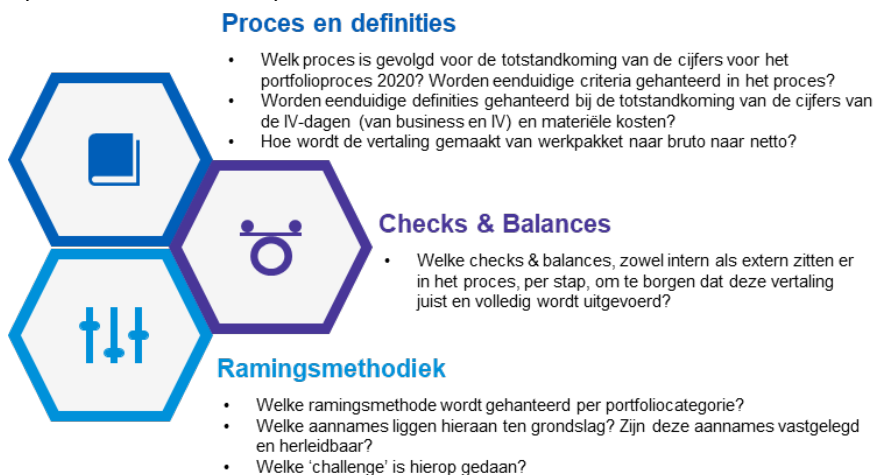 Proces en definities
• Welk proces is gevolgd voor de totstandkoming van de cijfers voor het
portfolioproces 2020? Worden eenduidige criteria gehanteerd in het proces?
• Worden eenduidige definities gehanteerd bij de totstandkoming van de cijfers van
de IV-dagen (van business en IV) en materiële kosten?
• Hoe wordt de vertaling gemaakt van werkpakket naar bruto naar netto?
Checks & Balances
• Welke checks & balances, zowel intern als extern zitten er
in het proces, per stap, om te borgen dat deze vertaling
juist en volledig wordt uitgevoerd?
Ramingsmethodiek
• Welke ramingsmethode wordt gehanteerd per portfoliocategorie?
• Welke aannames liggen hieraan ten grondslag? Zijn deze aannames vastgelegd
en herleidbaar?
• Welke ‘challenge’ is hierop gedaan?